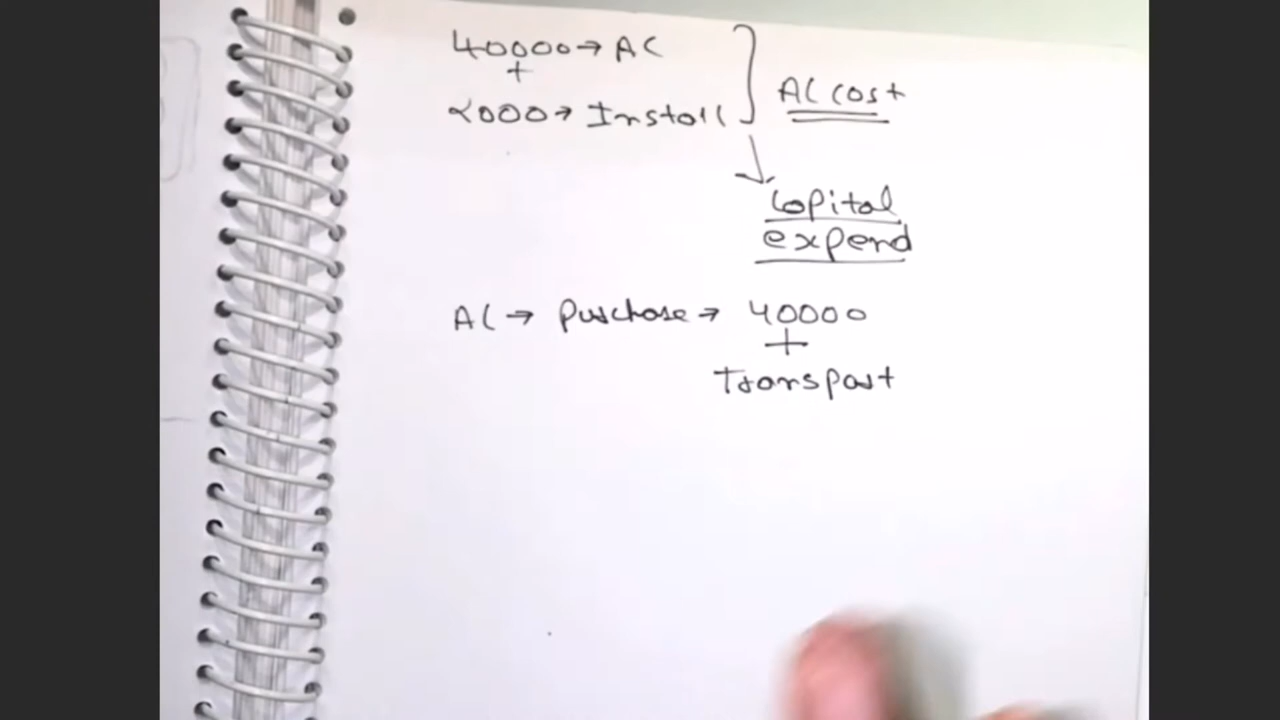 40000→ AC
+
2000→ Install
AC cost
Capital
expend
AC → Purchase → 40000
+
Transport